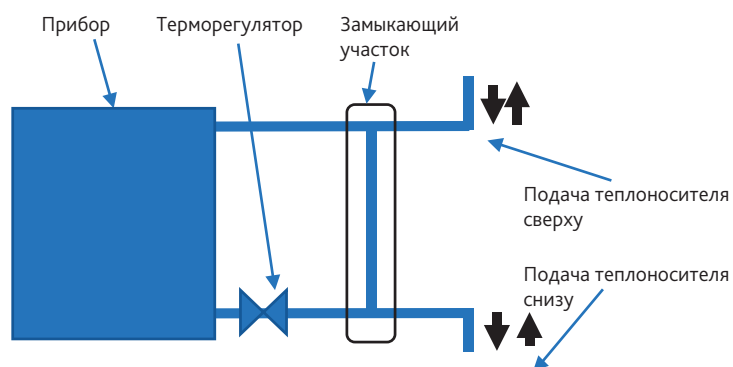 Прибор
Терморегулятор
Замыкающий
участок
Подача теплоносителя
сверху
Подача теплоносителя
снизу